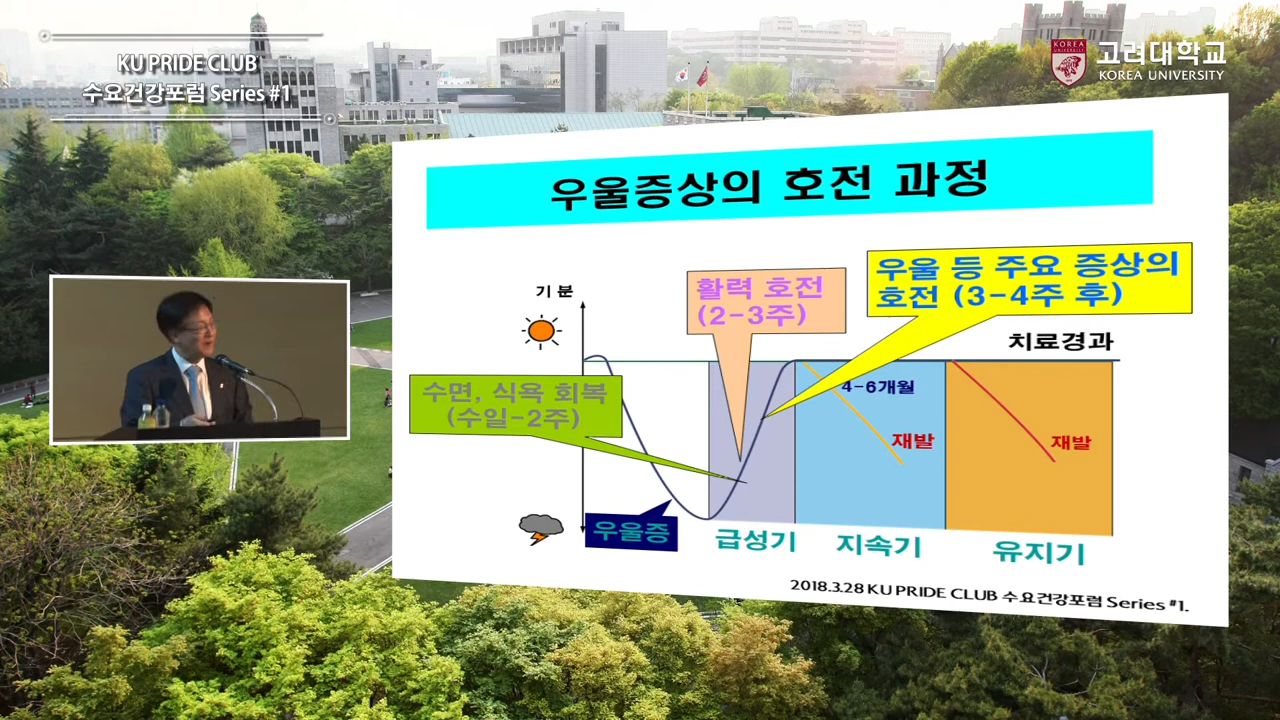 KU PRIDE CLUB
수요건강포럼 Series #1
KOREA
고려대학교
KOREA UNIVERSITY
우울증상의 호전 과정
기분
활력 호전
(2-3주)
우울 등 주요 증상의
호전 (3-4주 후)
치료경과
수면, 식욕 회복
(수일-2주)
4-6개월
재발
재발
우울증
급성기
지속기
유지기
2018.3.28 KU PRIDE CLUB 수요건강포럼 Series #1.